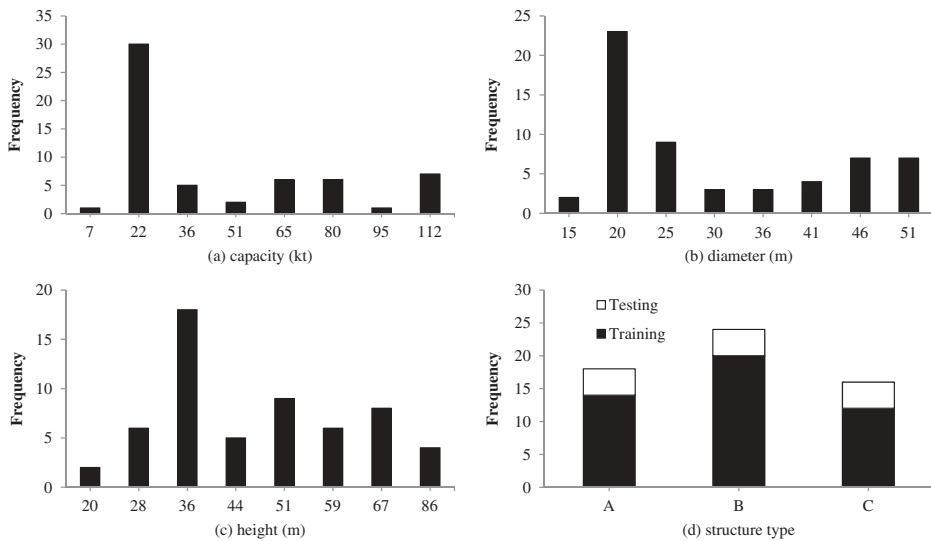 Frequency
35
30
25
20
15
10
5
0
7 22 36 51 65 80 95 112
(a) capacity (kt)
Frequency
25
20
15
10
5
0
15 20 25 30 36 41 46 51
(b) diameter (m)
Frequency
20
15
10
5
0
20 28 36 44 51 59 67 86
(c) height (m)
Frequency
30
25
20
15
10
5
0
Testing
Training
A B C
(d) structure type